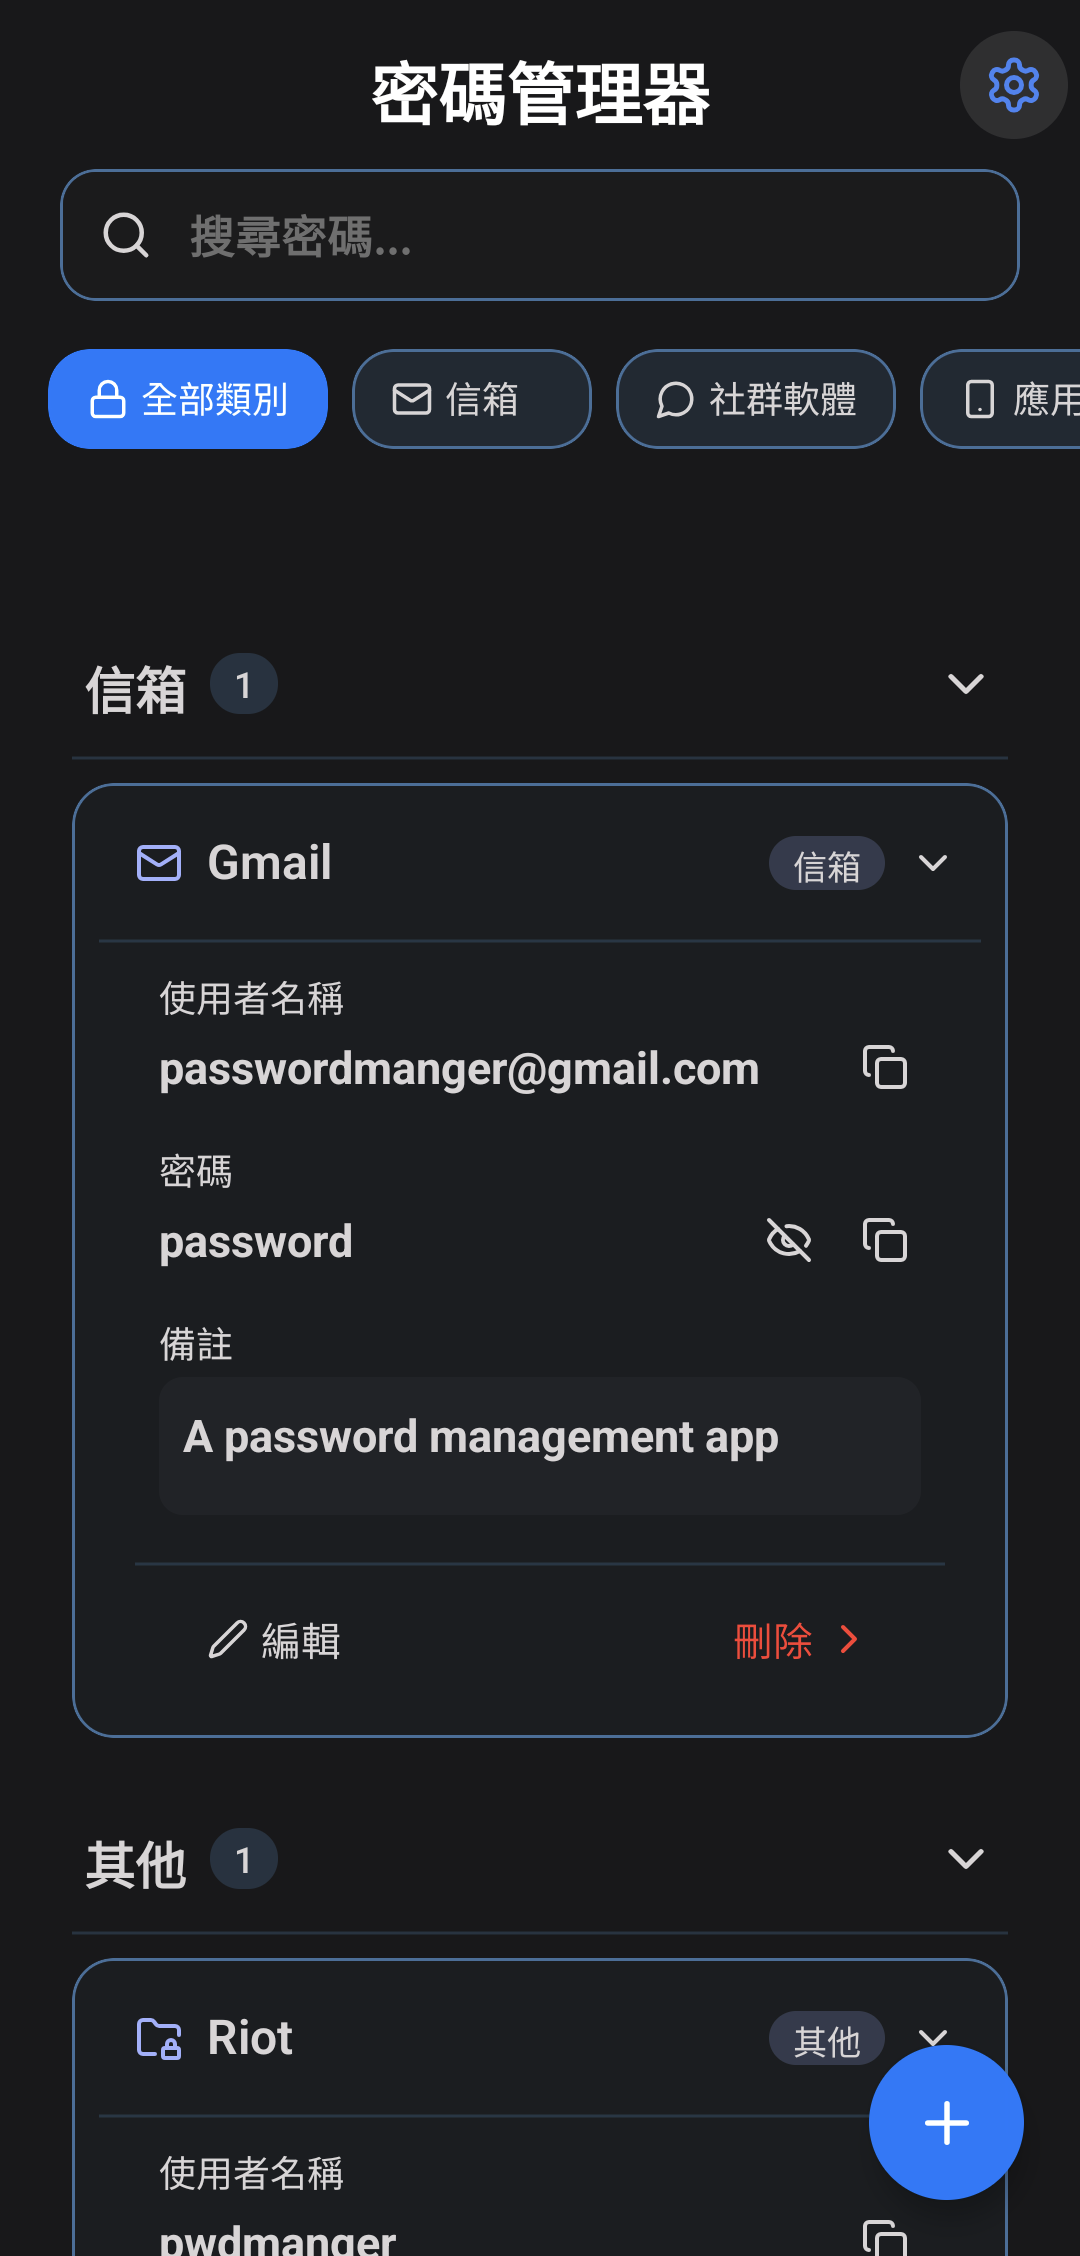 密碼管理器
搜尋密碼...
全部類別
信箱
社群軟體
應用
信箱 1
Gmail 信箱
使用者名稱
passwordmanger@gmail.com
密碼
password
備註
A password management app
編輯 刪除
其他 1
Riot 其他
使用者名稱
pwdmanger